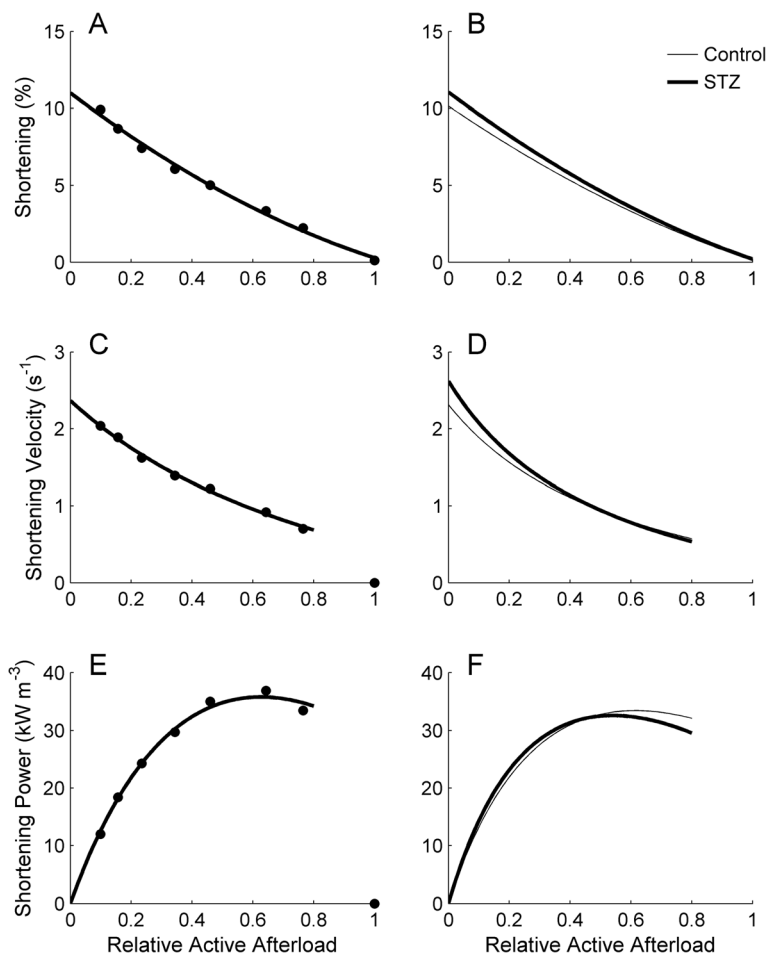 A
B
Shortening (%)
15
10
5
0
0 0.2 0.4 0.6 0.8 1
15
10
5
0
0 0.2 0.4 0.6 0.8 1
Control
STZ
C
D
Shortening Velocity (s⁻¹)
3
2
1
0
0 0.2 0.4 0.6 0.8 1
3
2
1
0
0 0.2 0.4 0.6 0.8 1
E
F
Shortening Power (kW m⁻³)
40
30
20
10
0
0 0.2 0.4 0.6 0.8 1
Relative Active Afterload
40
30
20
10
0
0 0.2 0.4 0.6 0.8 1
Relative Active Afterload